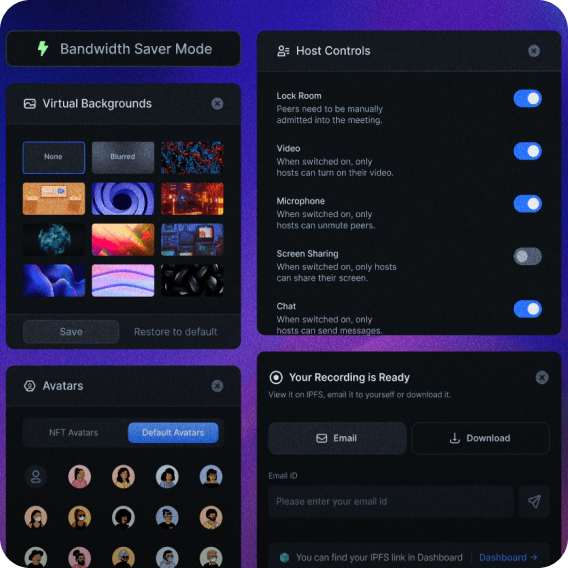 Bandwidth Saver Mode
Virtual Backgrounds
None
Blurred
Save
Restore to default
Avatars
NFT Avatars
Default Avatars
Host Controls
Lock Room
Peers need to be manually
admitted into the meeting.
Video
When switched on, only
hosts can turn on their video.
Microphone
When switched on, only
hosts can unmute peers.
Screen Sharing
When switched on, only hosts
can share their screen.
Chat
When switched on, only
hosts can send messages.
Your Recording is Ready
View it on IPFS, email it to yourself or download it.
Email
Download
Email ID
Please enter your email id
You can find your IPFS link in Dashboard
Dashboard →